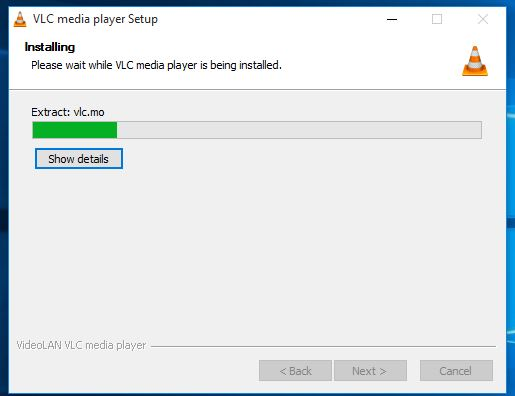 VLC media player Setup
Installing
Please wait while VLC media player is being installed.
Extract: vlc.mo
Show details
VideoLAN VLC media player
< Back Next > Cancel